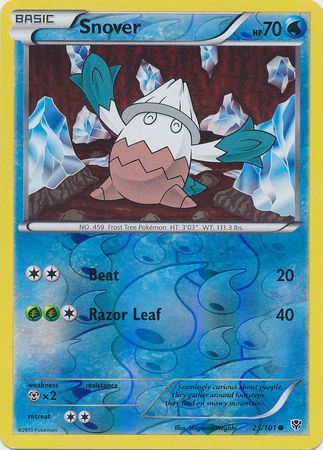 BASIC
Snover
HP70
NO. 459 Frost Tree Pokémon HT: 3'03" WT: 111.3 lbs.
Beat 20
Razor Leaf 40
weakness
resistance
×2
Seemingly curious about people,
they gather around footsteps
they find on snowy mountains.
retreat
©2013 Pokémon
Illus. Shigenori Negishi
25/101